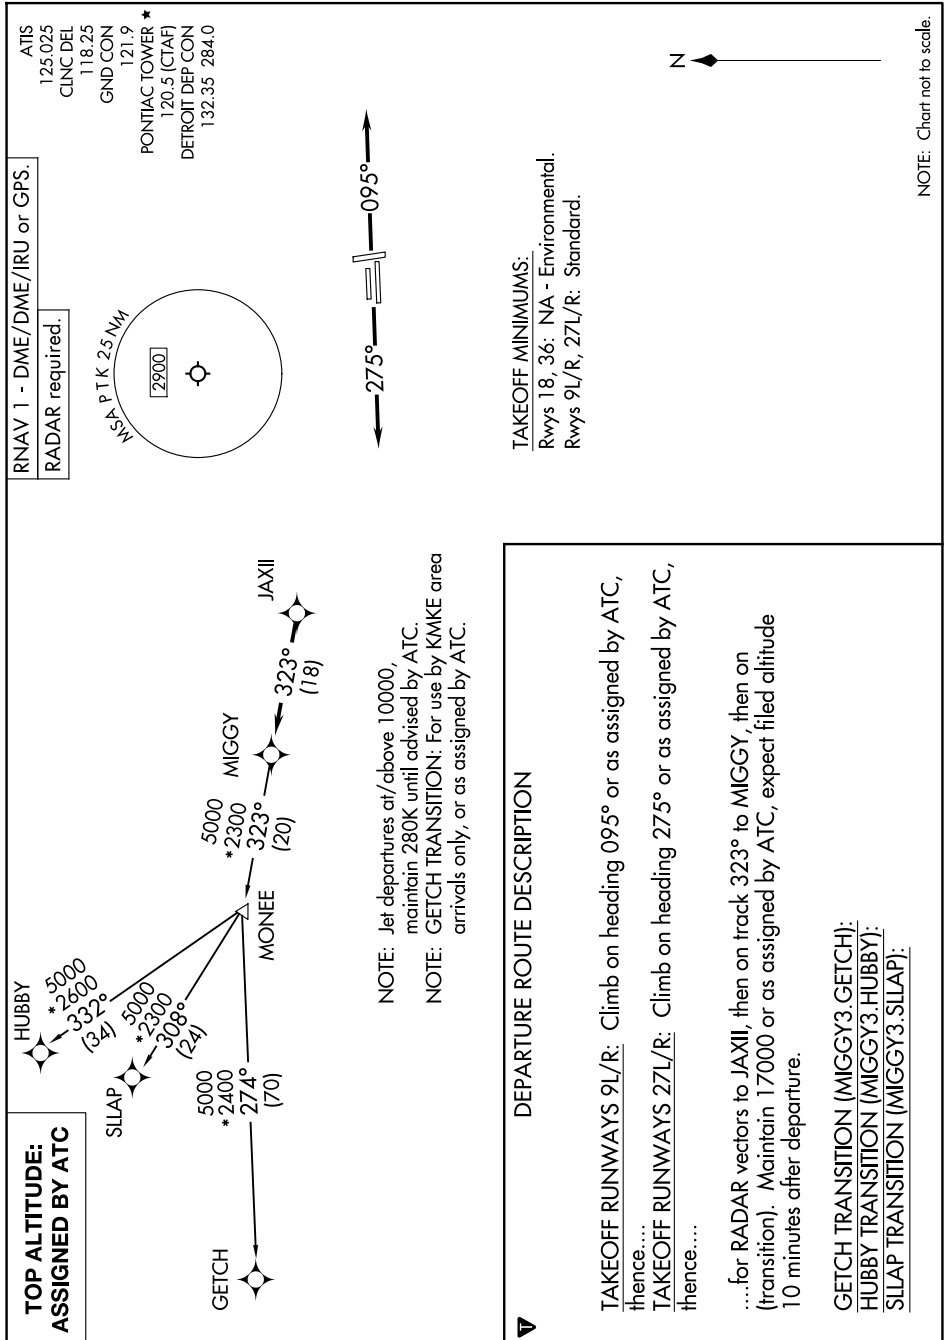 TOP ALTITUDE:
ASSIGNED BY ATC
RNAV 1 - DME/DME/IRU or GPS.
RADAR required.
ATIS
125.025
CLNC DEL
118.25
GND CON
121.9
PONTIAC TOWER ★
120.5 (CTAF)
DETROIT DEP CON
132.35 284.0
MSA PTK 25 NM
2900
HUBBY
5000
*2600
332°
(34)
SLLAP
5000
*2300
308°
(24)
GETCH
5000
*2400
274°
(70)
MONEE
5000
*2300
323°
(20)
MIGGY
323°
(18)
JAXII
275°
095°
N
NOTE: Jet departures at/above 10000,
maintain 280K until advised by ATC.
NOTE: GETCH TRANSITION: For use by KMKE area
arrivals only, or as assigned by ATC.
TAKEOFF MINIMUMS:
Rwys 18, 36: NA - Environmental.
Rwys 9L/R, 27L/R: Standard.
T
DEPARTURE ROUTE DESCRIPTION
TAKEOFF RUNWAYS 9L/R: Climb on heading 095° or as assigned by ATC,
thence....
TAKEOFF RUNWAYS 27L/R: Climb on heading 275° or as assigned by ATC,
thence....
....for RADAR vectors to JAXII, then on track 323° to MIGGY, then on
(transition). Maintain 17000 or as assigned by ATC, expect filed altitude
10 minutes after departure.
GETCH TRANSITION (MIGGY3.GETCH):
HUBBY TRANSITION (MIGGY3.HUBBY):
SLLAP TRANSITION (MIGGY3.SLLAP):
NOTE: Chart not to scale.